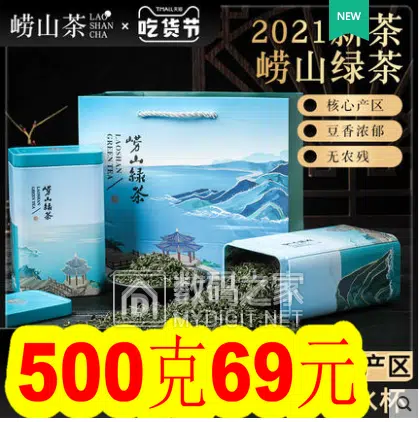 崂山茶 LAO SHAN CHA × TMALL天猫 吃货节
NEW
2021新茶
崂山绿茶
核心产区
豆香浓郁
无农残
崂山绿茶
LAOSHAN GREEN TEA
崂山绿茶
数码之家
MYDIGIT.NET
500克69元
产区
水杯